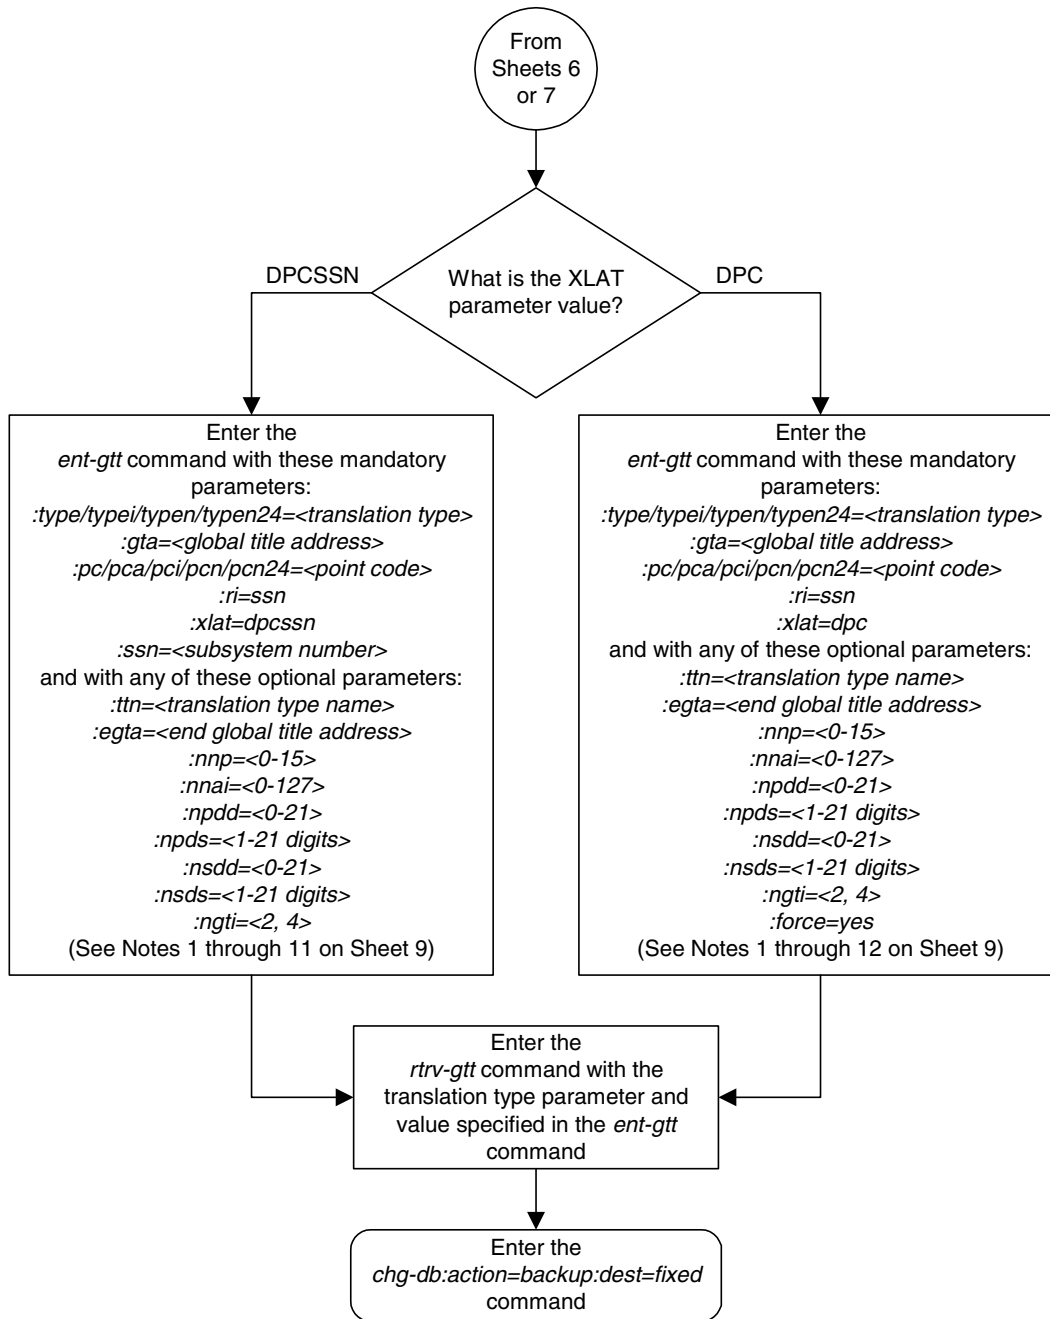 From
Sheets 6
or 7
What is the XLAT
parameter value?
DPCSSN
DPC
Enter the
ent-gtt command with these mandatory
parameters:
:type/typei/typen/typen24=<translation type>
:gta=<global title address>
:pc/pca/pci/pcn/pcn24=<point code>
:ri=ssn
:xlat=dpcssn
:ssn=<subsystem number>
and with any of these optional parameters:
:ttn=<translation type name>
:egta=<end global title address>
:nnp=<0-15>
:nnai=<0-127>
:npdd=<0-21>
:npds=<1-21 digits>
:nsdd=<0-21>
:nsds=<1-21 digits>
:ngti=<2, 4>
(See Notes 1 through 11 on Sheet 9)
Enter the
ent-gtt command with these mandatory
parameters:
:type/typei/typen/typen24=<translation type>
:gta=<global title address>
:pc/pca/pci/pcn/pcn24=<point code>
:ri=ssn
:xlat=dpc
and with any of these optional parameters:
:ttn=<translation type name>
:egta=<end global title address>
:nnp=<0-15>
:nnai=<0-127>
:npdd=<0-21>
:npds=<1-21 digits>
:nsdd=<0-21>
:nsds=<1-21 digits>
:ngti=<2, 4>
:force=yes
(See Notes 1 through 12 on Sheet 9)
Enter the
rtrv-gtt command with the
translation type parameter and
value specified in the ent-gtt
command
Enter the
chg-db:action=backup:dest=fixed
command